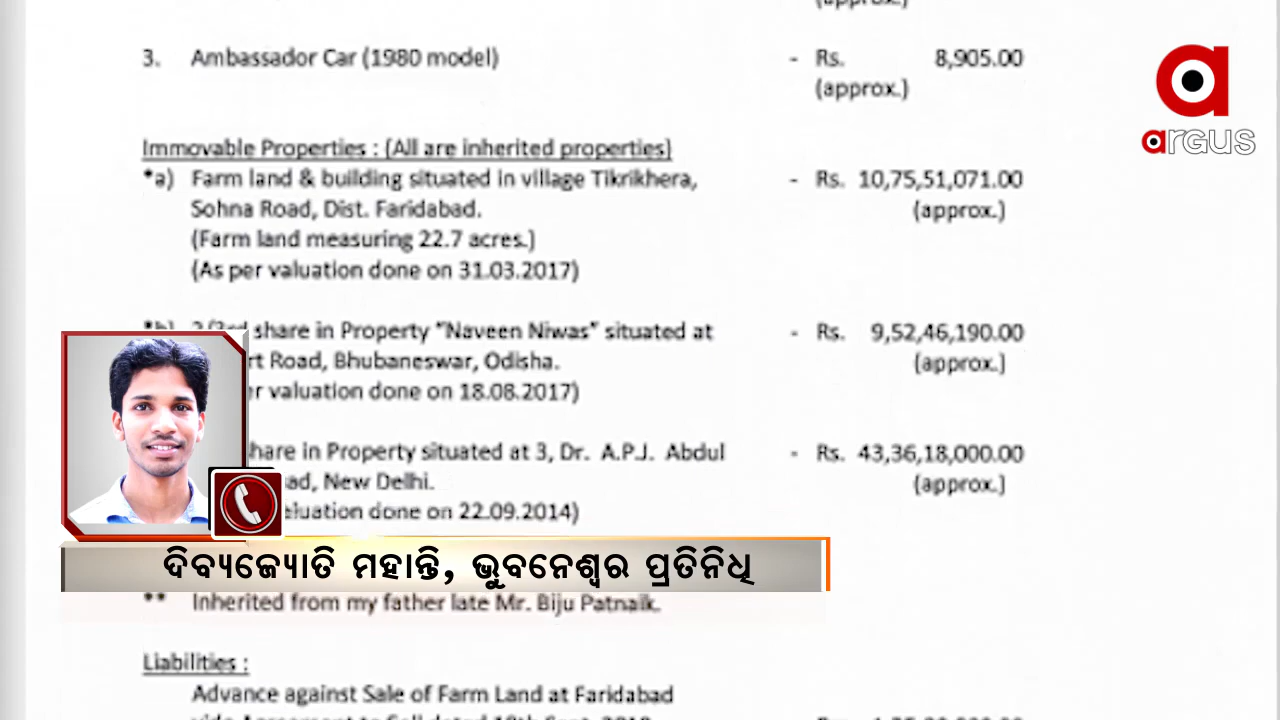 (approx.)
3. Ambassador Car (1980 model) - Rs. 8,905.00
(approx.)
argus
Immovable Properties : (All are inherited properties)
*a) Farm land & building situated in village Tikrikhera, - Rs. 10,75,51,071.00
Sohna Road, Dist. Faridabad. (approx.)
(Farm land measuring 22.7 acres.)
(As per valuation done on 31.03.2017)
share in Property "Naveen Niwas" situated at - Rs. 9,52,46,190.00
Road, Bhubaneswar, Odisha. (approx.)
valuation done on 18.08.2017)
in Property situated at 3, Dr. A.P.J. Abdul - Rs. 43,36,18,000.00
New Delhi. (approx.)
done on 22.09.2014)
ଦିବ୍ୟଜ୍ୟୋତି ମହାନ୍ତି, ଭୁବନେଶ୍ୱର ପ୍ରତିନିଧି
** Inherited from my father late Mr. Biju Patnaik.
Liabilities :
Advance against Sale of Farm Land at Faridabad